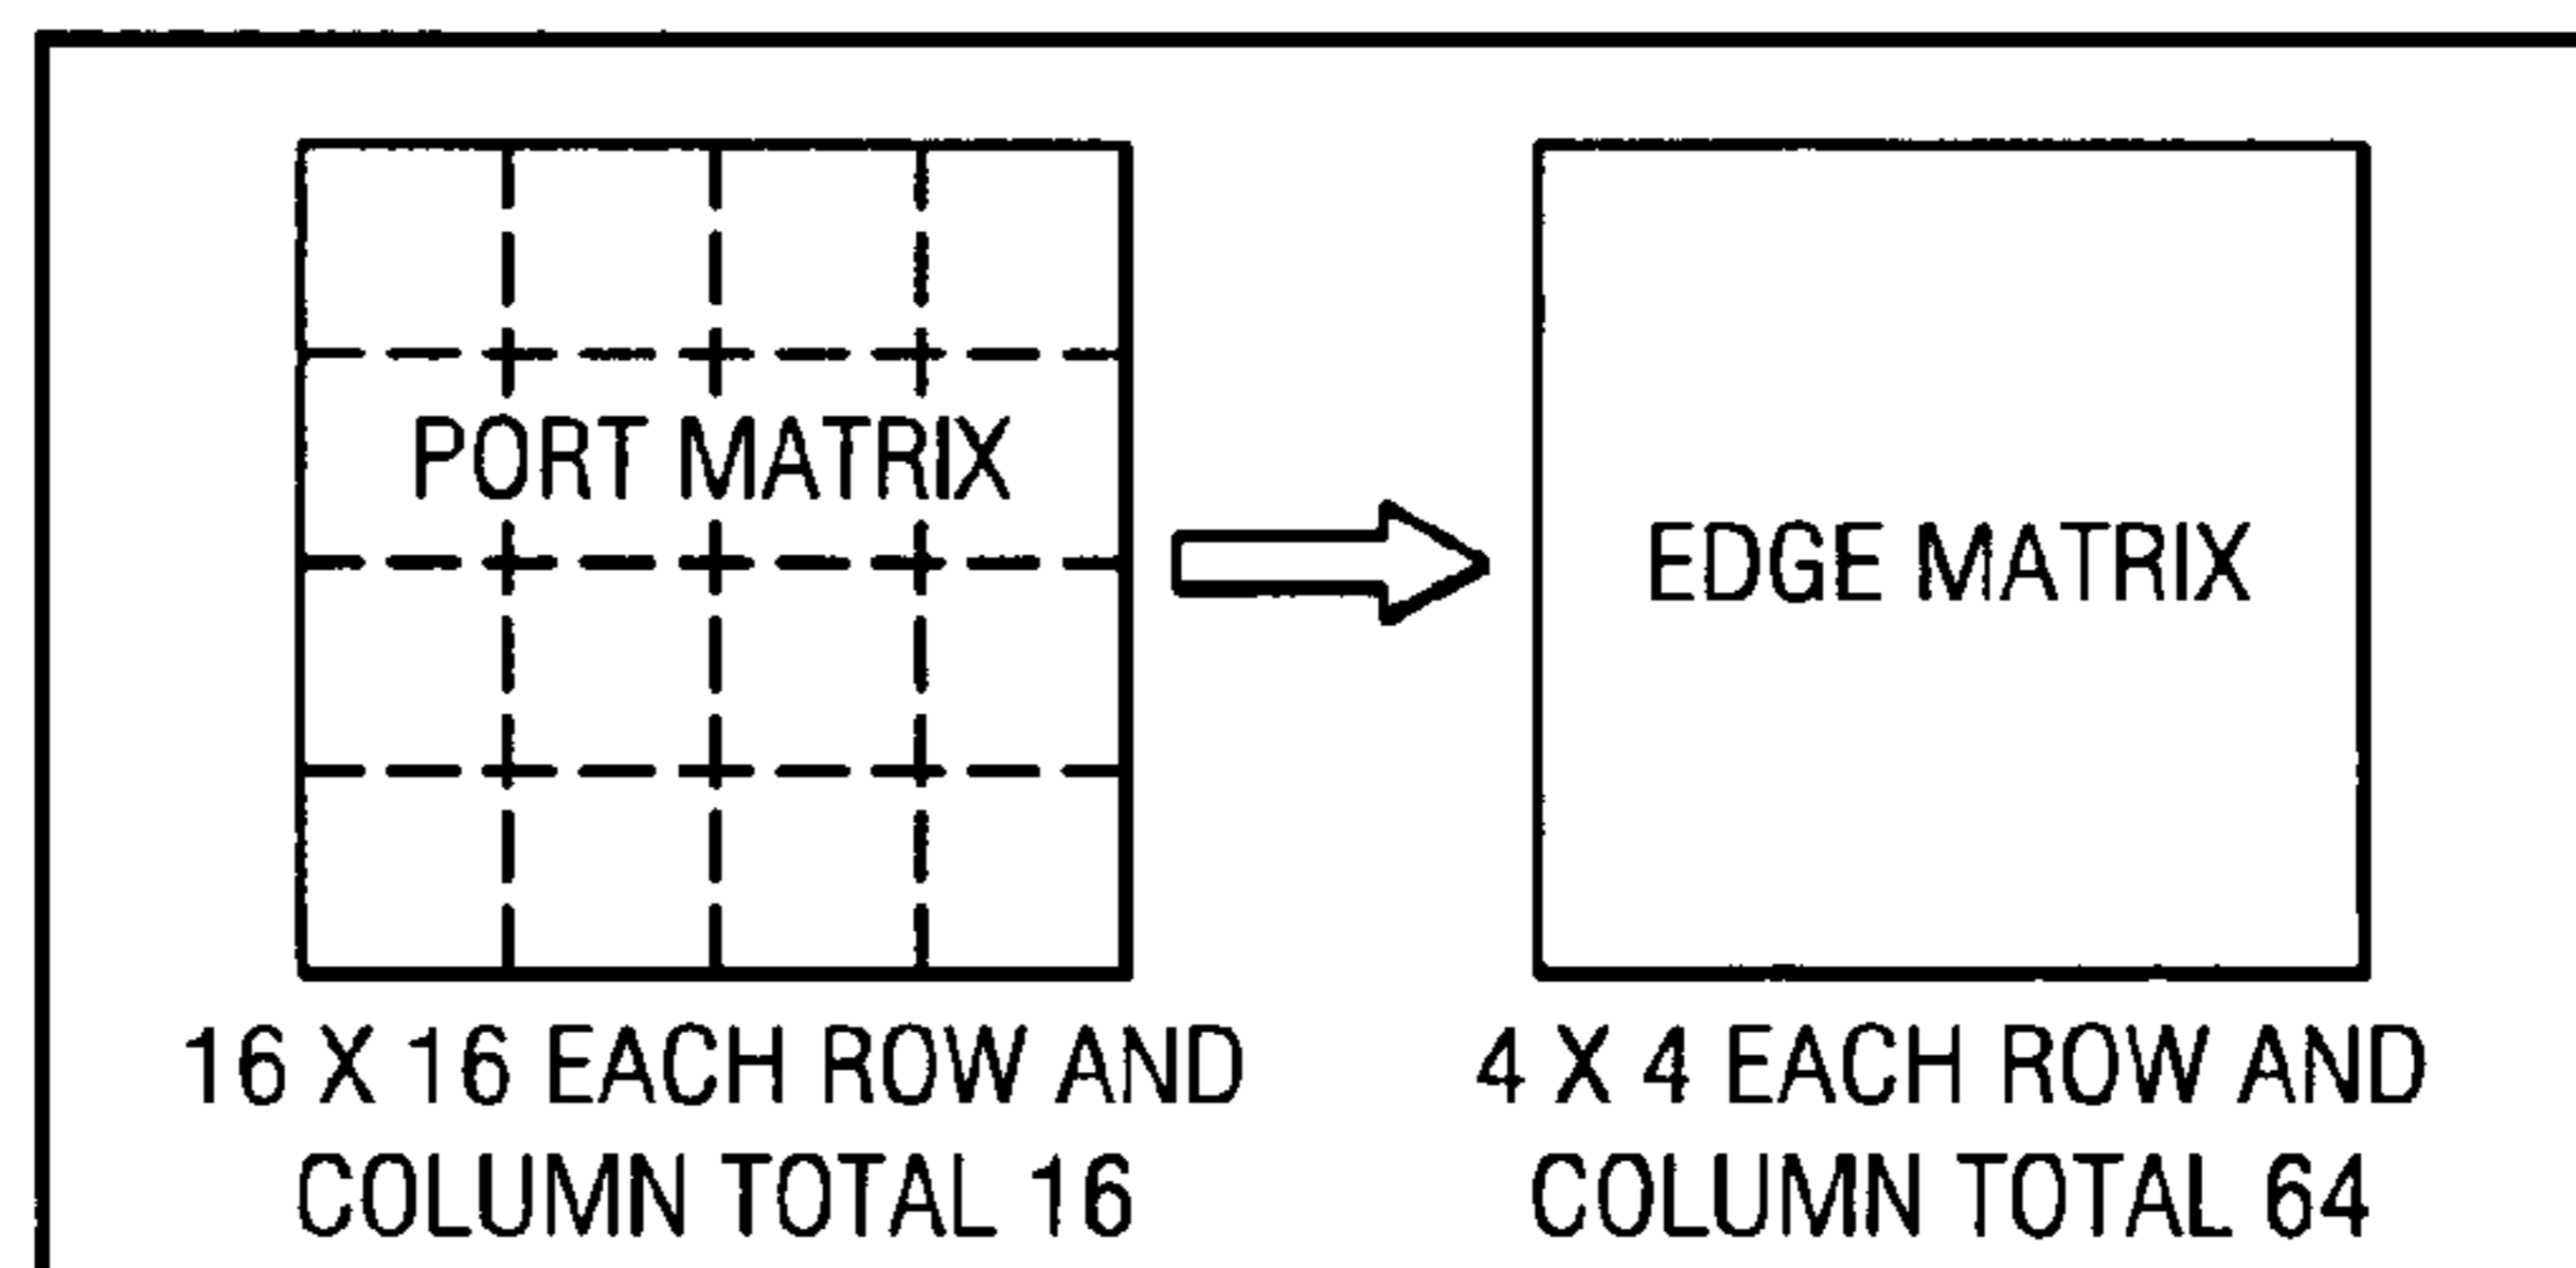 PORT MATRIX
EDGE MATRIX
16 X 16 EACH ROW AND
COLUMN TOTAL 16
4 X 4 EACH ROW AND
COLUMN TOTAL 64